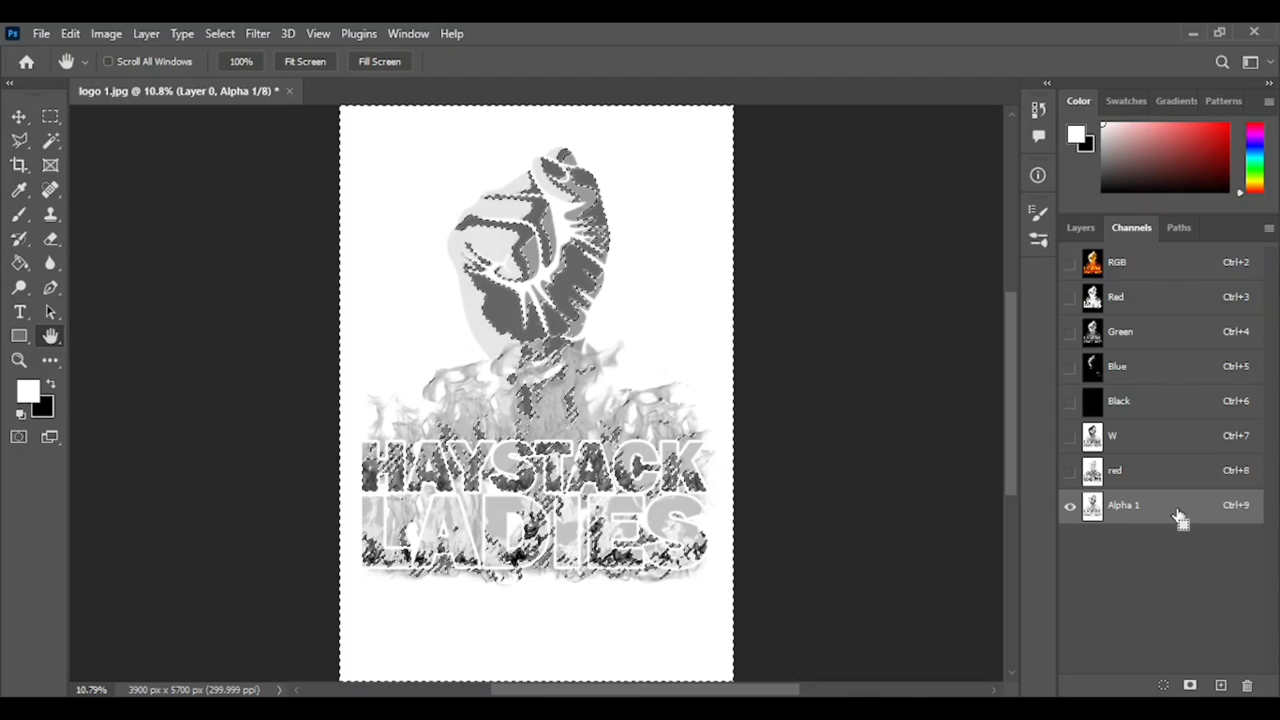 Ps File Edit Image Layer Type Select Filter 3D View Plugins Window Help
Scroll All Windows 100% Fit Screen Fill Screen
logo 1.jpg @ 10.8% (Layer 0, Alpha 1/8) *
Color Swatches Gradients Patterns
Layers Channels Paths
RGB Ctrl+2
Red Ctrl+3
Green Ctrl+4
Blue Ctrl+5
Black Ctrl+6
W Ctrl+7
red Ctrl+8
Alpha 1 Ctrl+9
HAYSTACK
LADIES
10.79% 3900 px x 5700 px (299.999 ppi)